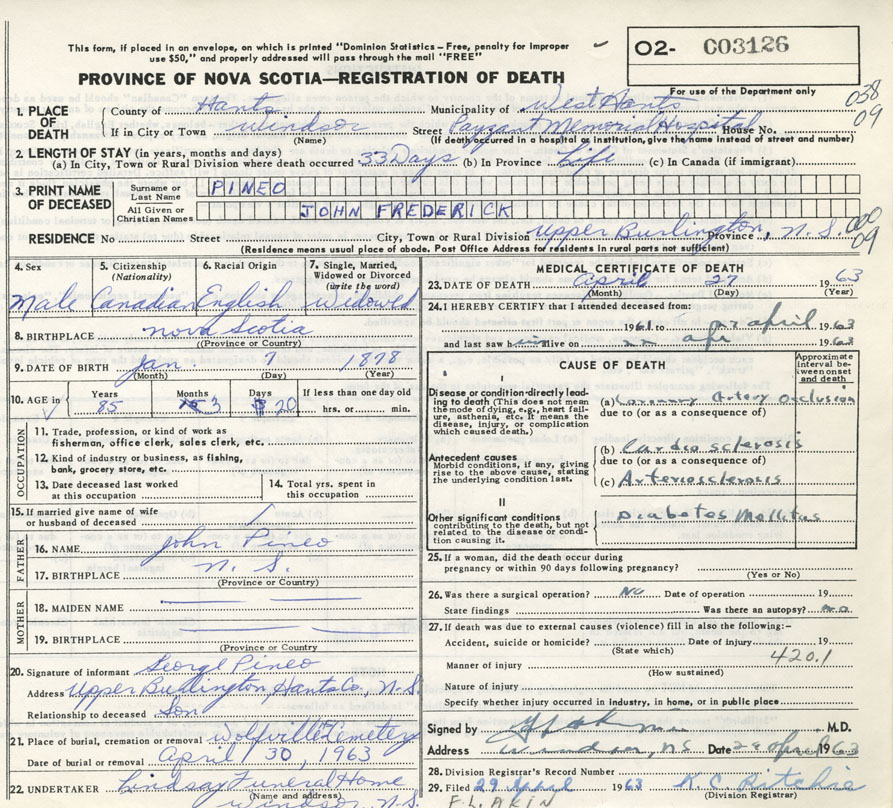 This form, if placed in an envelope, on which is printed "Dominion Statistics – Free, penalty for improper
use $50," and properly addressed will pass through the mail "FREE"
O2- C03126
For use of the Department only
PROVINCE OF NOVA SCOTIA—REGISTRATION OF DEATH
038
09
1. PLACE OF DEATH
County of Hants Municipality of West Hants
If in City or Town Windsor Street Payzant Memorial Hospital House No.
(Name) (If death occurred in a hospital or institution, give the name instead of street and number)
2. LENGTH OF STAY (in years, months and days)
(a) In City, Town or Rural Division where death occurred 33 Days (b) In Province Life (c) In Canada (if immigrant)
3. PRINT NAME OF DECEASED
Surname or Last Name PINEO
All Given or Christian Names JOHN FREDERICK
RESIDENCE No Street City, Town or Rural Division Upper Burlington, Province N.S.
000
09
(Residence means usual place of abode. Post Office Address for residents in rural parts not sufficient)
4. Sex 5. Citizenship (Nationality) 6. Racial Origin 7. Single, Married, Widowed or Divorced (write the word)
Male Canadian English Widowed
8. BIRTHPLACE Nova Scotia
(Province or Country)
9. DATE OF BIRTH Jan. 7 1878
(Month) (Day) (Year)
10. AGE in Years Months Days If less than one day old
85 3 20 hrs. or min.
OCCUPATION
11. Trade, profession, or kind of work as
fisherman, office clerk, sales clerk, etc.
12. Kind of industry or business, as fishing,
bank, grocery store, etc.
13. Date deceased last worked
at this occupation
14. Total yrs. spent in
this occupation
15. If married give name of wife
or husband of deceased
FATHER
16. NAME John Pineo
17. BIRTHPLACE N. S.
(Province or Country)
MOTHER
18. MAIDEN NAME
19. BIRTHPLACE
(Province or Country)
20. Signature of informant George Pineo
Address Upper Burlington, Hants Co., N.S.
Relationship to deceased Son
21. Place of burial, cremation or removal Wolfville Cemetery
Date of burial or removal April 30, 1963
22. UNDERTAKER Lindsay Funeral Home
(Name and address)
Windsor, N.S.
MEDICAL CERTIFICATE OF DEATH
23. DATE OF DEATH April 27 1963
(Month) (Day) (Year)
24. I HEREBY CERTIFY that I attended deceased from:
1961 to 27 April 1963
and last saw him alive on 1963
CAUSE OF DEATH
Approximate interval between onset and death
I
Disease or condition directly leading to death (This does not mean the mode of dying, e.g., heart failure, asthenia, etc. It means the disease, injury, or complication which caused death.)
(a) Coronary Artery Occlusion
due to (or as a consequence of)
Antecedent causes
Morbid conditions, if any, giving rise to the above cause, stating the underlying condition last.
(b) Cardio sclerosis
due to (or as a consequence of)
(c) Arteriosclerosis
II
Other significant conditions contributing to the death, but not related to the disease or condition causing it.
Diabetes Mellitus
25. If a woman, did the death occur during
pregnancy or within 90 days following pregnancy?
(Yes or No)
26. Was there a surgical operation? No Date of operation 19
State findings Was there an autopsy? no
27. If death was due to external causes (violence) fill in also the following:-
Accident, suicide or homicide? Date of injury 19
(State which)
420.1
Manner of injury
(How sustained)
Nature of injury
Specify whether injury occurred in industry, in home, or in public place
Signed by M.D.
Address Windsor, NS Date 29 April 1963
28. Division Registrar's Record Number
29. Filed 29 April 1963 R. C. Ritchie
(Division Registrar)
F. L. AKIN